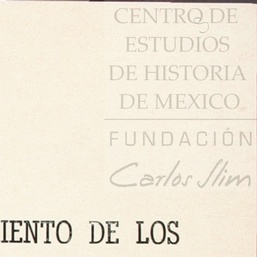 CENTRO DE
ESTUDIOS
DE HISTORIA
DE MEXICO
FUNDACIÓN
Carlos Slim
IENTO DE LOS